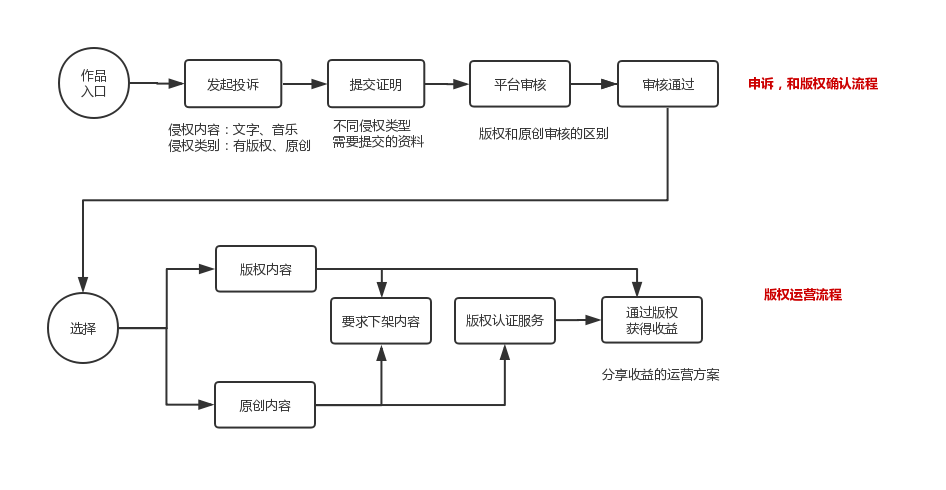 作品
入口
发起投诉
提交证明
平台审核
审核通过
申诉，和版权确认流程
侵权内容：文字、音乐
侵权类别：有版权、原创
不同侵权类型
需要提交的资料
版权和原创审核的区别
选择
版权内容
要求下架内容
版权认证服务
通过版权
获得收益
版权运营流程
分享收益的运营方案
原创内容